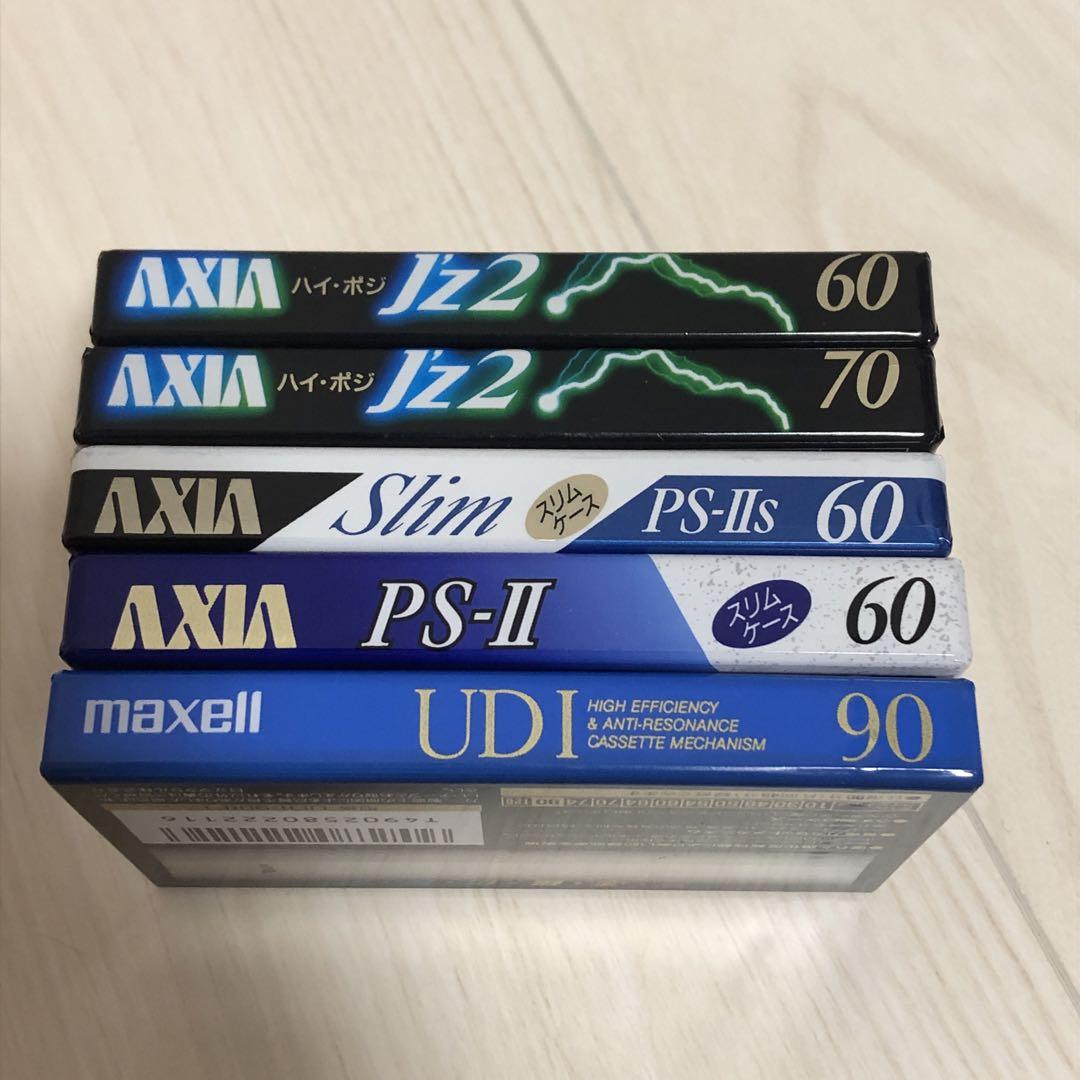 AXIA ハイ・ポジ J'z2 60
AXIA ハイ・ポジ J'z2 70
AXIA Slim スリム ケース PS-IIs 60
AXIA PS-II スリム ケース 60
maxell UD I HIGH EFFICIENCY 90
& ANTI-RESONANCE
CASSETTE MECHANISM
T4902580222116